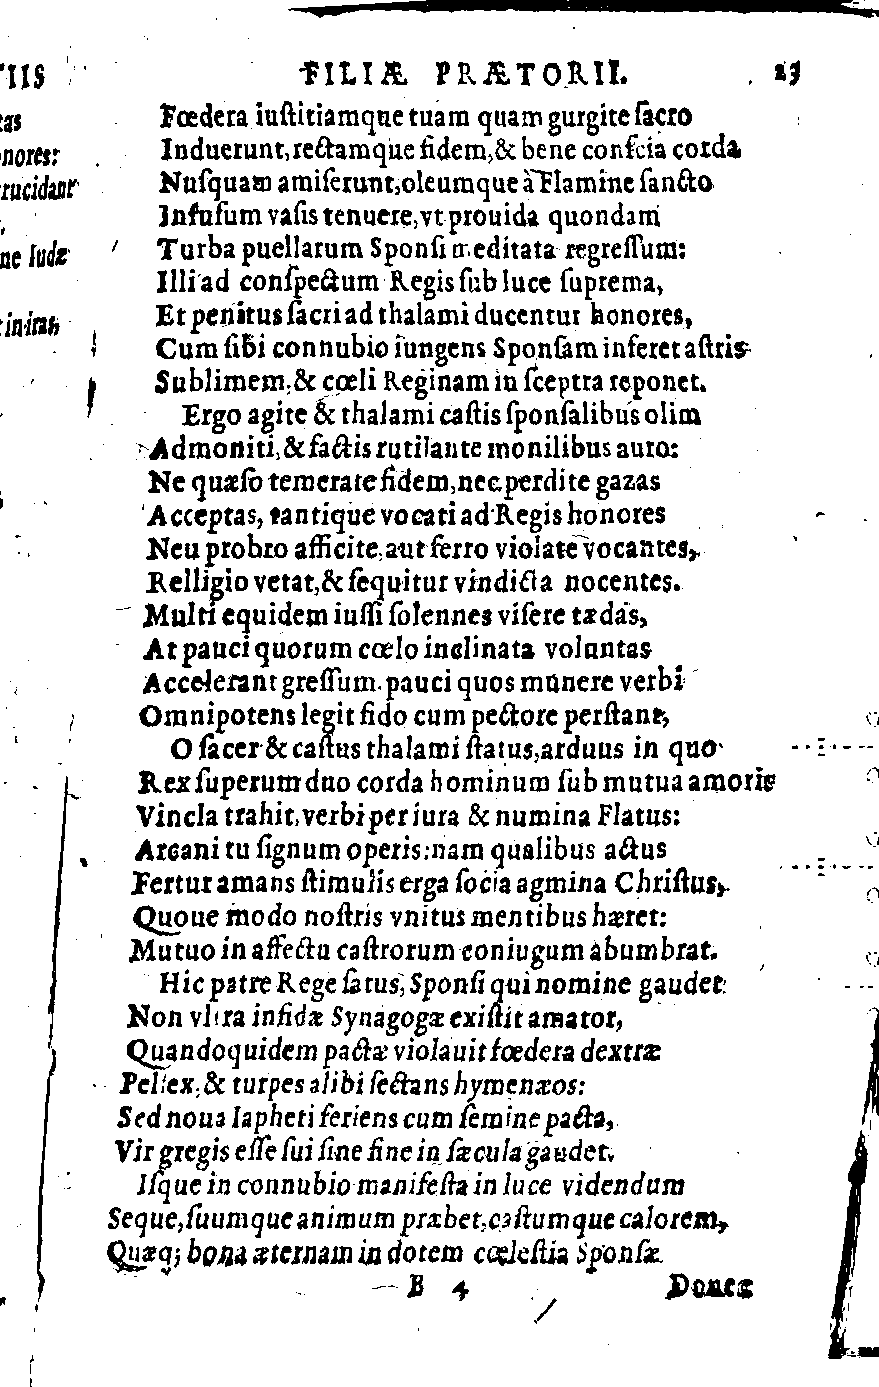 TIIS
FILIÆ PRÆTORII. 23
Fœdera iuſtitiamque tuam quam gurgite ſacro
Induerunt, rectamque fidem, & bene conſcia corda
Nuſquam amiſerunt, oleumque à Flamine ſancto
Infuſum vaſis tenuere, vt prouida quondam
Turba puellarum Sponſi meditata regreſſum:
Illi ad conſpectum Regis ſub luce ſuprema,
Et penitus ſacri ad thalami ducentur honores,
Cum ſibi connubio iungens Sponſam inferet aſtris
Sublimem, & cœli Reginam in ſceptra reponet.
Ergo agite & thalami caſtis ſponſalibus olim
Admoniti, & factis rutilante monilibus auro:
Ne quæſo temerate fidem, nec perdite gazas
Acceptas, tantique vocati ad Regis honores
Neu probro afficite, aut ferro violate vocantes,
Relligio vetat, & ſequitur vindicta nocentes.
Multi equidem iuſſi ſolennes viſere tædas,
At pauci quorum cœlo inclinata voluntas
Accelerant greſſum. pauci quos munere verbi
Omnipotens legit fido cum pectore perſtant,
O ſacer & caſtus thalami ſtatus, arduus in quo
Rex ſuperum duo corda hominum ſub mutua amoris
Vincla trahit, verbi per iura & numina Flatus:
Arcani tu ſignum operis: nam qualibus actus
Fertur amans ſtimulis erga ſocia agmina Chriſtus,
Quoue modo noſtris vnitus mentibus hæret:
Mutuo in affectu caſtrorum coniugum abumbrat.
Hic patre Rege ſatus, Sponſi qui nomine gaudet
Non vltra infidæ Synagogæ exiſtit amator,
Quandoquidem pactæ violauit fœdera dextræ
Pellex, & turpes alibi ſectans hymenæos:
Sed noua Iapheti feriens cum ſemine pacta,
Vir gregis eſſe ſui ſine fine in ſæcula gaudet.
Iſque in connubio manifeſta in luce videndum
Seque, ſuumque animum præbet, caſtumque calorem,
Quæq; bona æternam in dotem cœleſtia Sponſæ
B 4 Donet